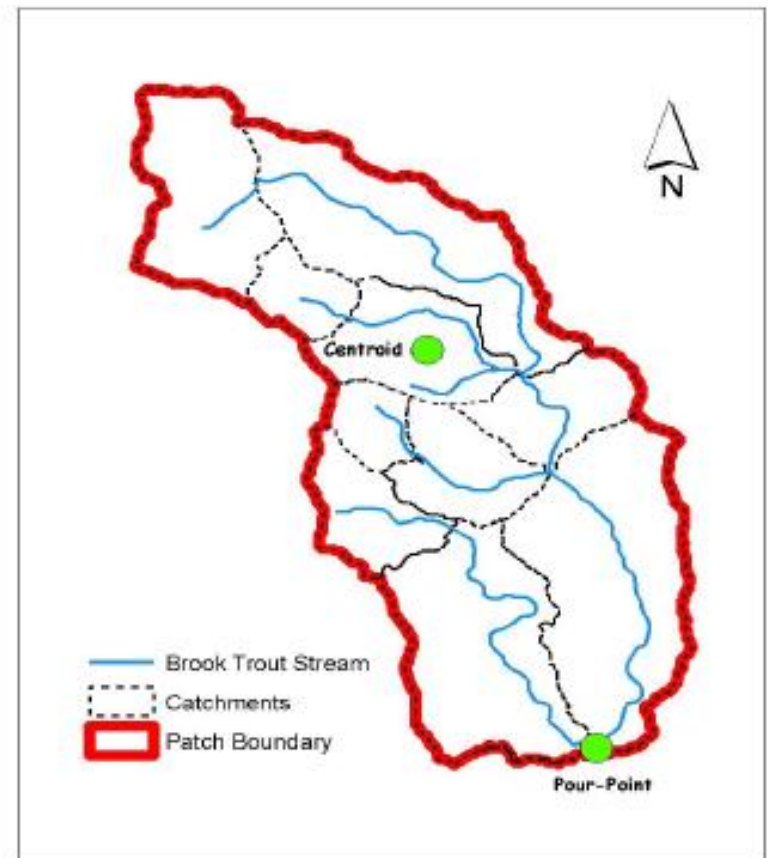 N
Centroid
Brook Trout Stream
Catchments
Patch Boundary
Pour-Point